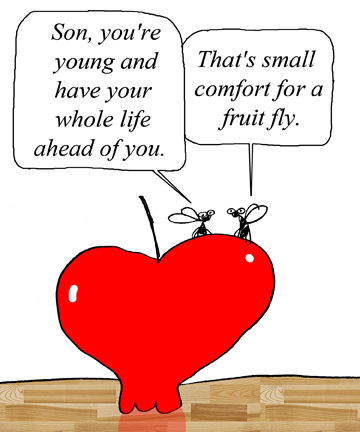 Son, you're
young and
have your
whole life
ahead of you.
That's small
comfort for a
fruit fly.